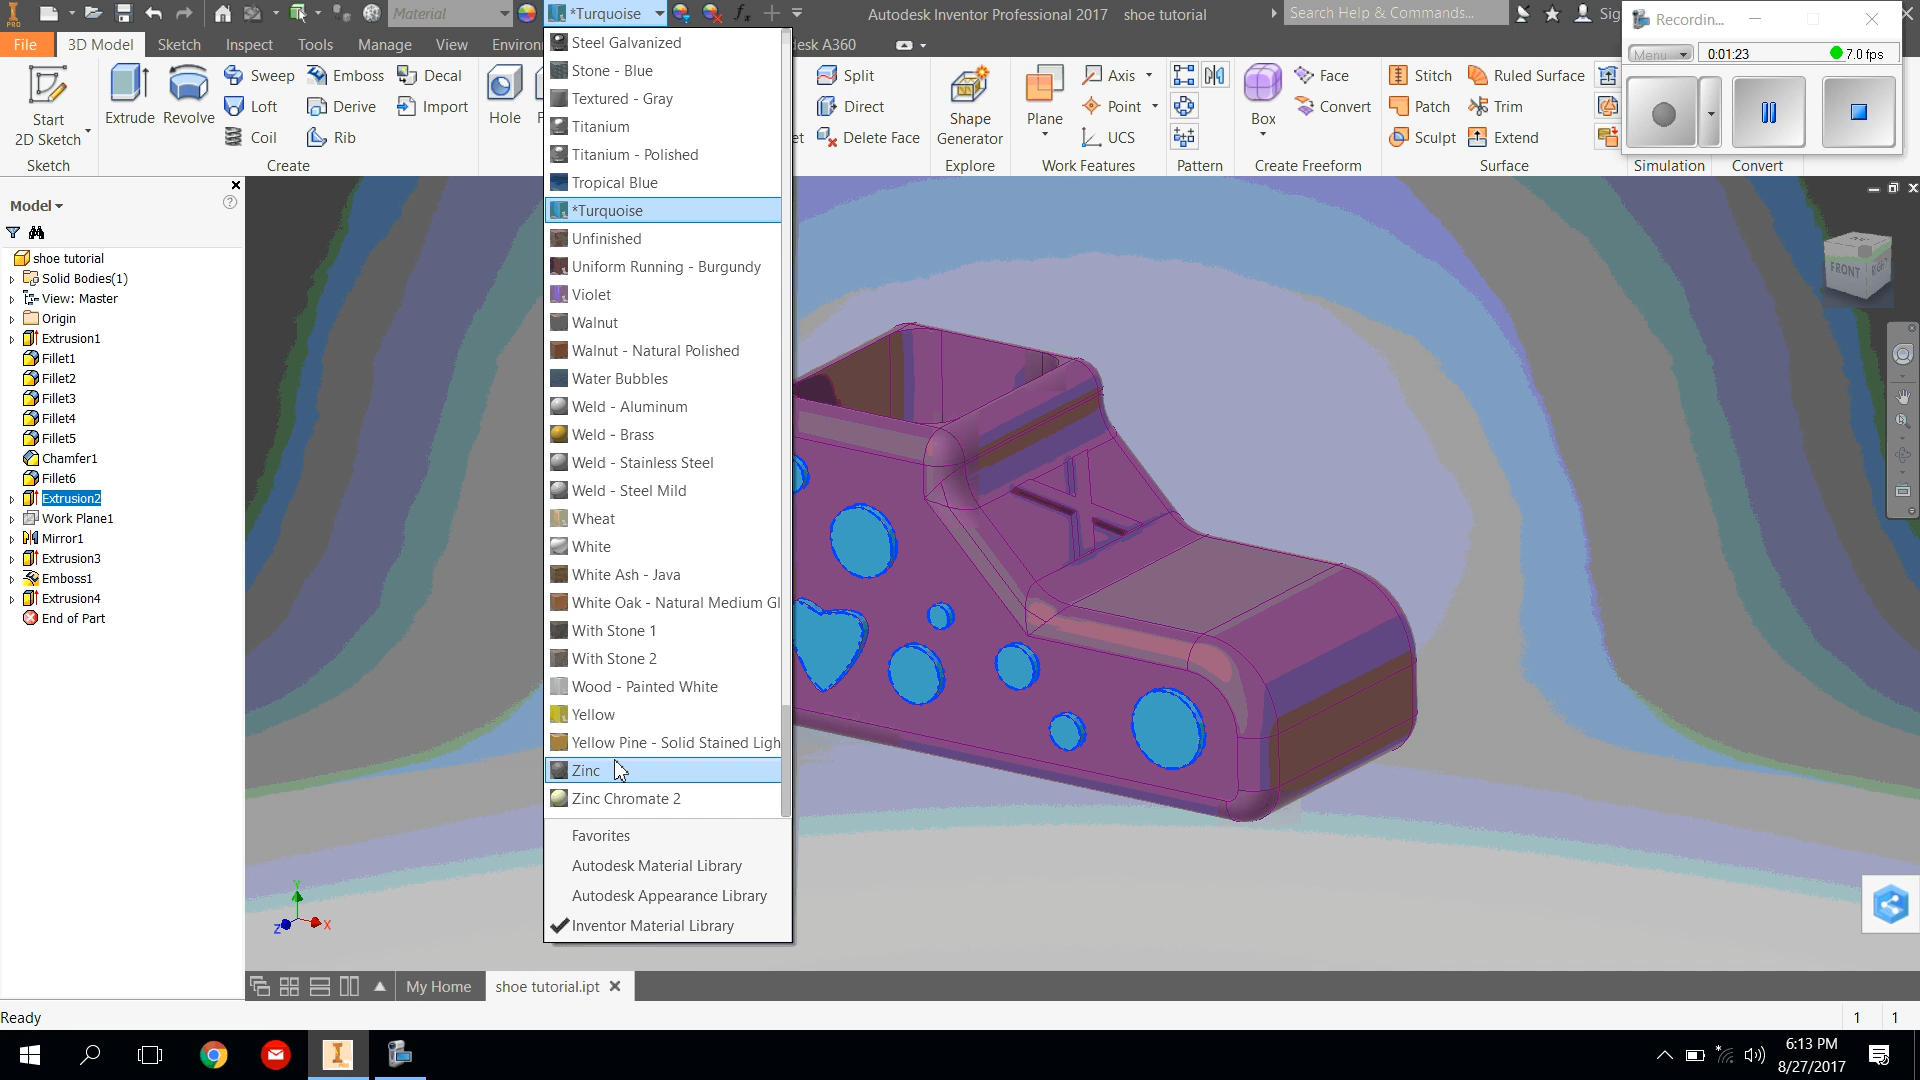 PRO
Material
*Turquoise
Autodesk Inventor Professional 2017 shoe tutorial
Search Help & Commands...
Sig
Recordin...
File
3D Model
Sketch
Inspect
Tools
Manage
View
Environ
desk A360
Menu
0:01:23
7.0 fps
Start
2D Sketch
Extrude
Revolve
Sweep
Loft
Coil
Emboss
Derive
Rib
Decal
Import
Hole
Split
Direct
Delete Face
Shape
Generator
Plane
Axis
Point
UCS
Box
Face
Convert
Stitch
Patch
Sculpt
Ruled Surface
Trim
Extend
Sketch
Create
Explore
Work Features
Pattern
Create Freeform
Surface
Simulation
Convert
Model
shoe tutorial
Solid Bodies(1)
View: Master
Origin
Extrusion1
Fillet1
Fillet2
Fillet3
Fillet4
Fillet5
Chamfer1
Fillet6
Extrusion2
Work Plane1
Mirror1
Extrusion3
Emboss1
Extrusion4
End of Part
Steel Galvanized
Stone - Blue
Textured - Gray
Titanium
Titanium - Polished
Tropical Blue
*Turquoise
Unfinished
Uniform Running - Burgundy
Violet
Walnut
Walnut - Natural Polished
Water Bubbles
Weld - Aluminum
Weld - Brass
Weld - Stainless Steel
Weld - Steel Mild
Wheat
White
White Ash - Java
White Oak - Natural Medium Gl
With Stone 1
With Stone 2
Wood - Painted White
Yellow
Yellow Pine - Solid Stained Ligh
Zinc
Zinc Chromate 2
Favorites
Autodesk Material Library
Autodesk Appearance Library
Inventor Material Library
FRONT
Y
Z
X
My Home
shoe tutorial.ipt
Ready
1
1
6:13 PM
8/27/2017